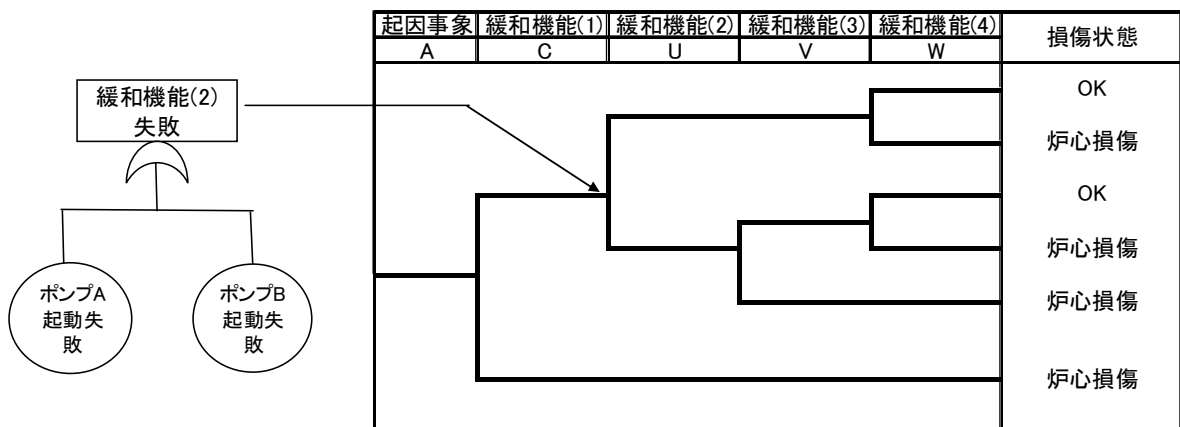 起因事象 緩和機能(1) 緩和機能(2) 緩和機能(3) 緩和機能(4) 損傷状態
A C U V W
緩和機能(2)
失敗
ポンプA
起動失
敗
ポンプB
起動失
敗
OK
炉心損傷
OK
炉心損傷
炉心損傷
炉心損傷